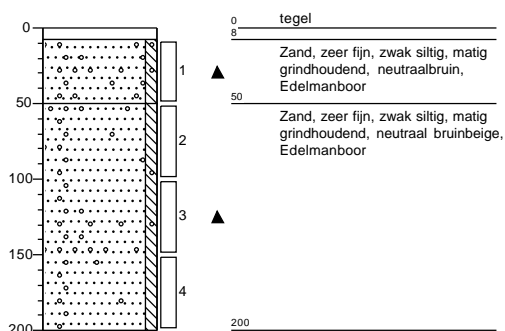 0
50
100
150
200
1
2
3
4
0 tegel
8
Zand, zeer fijn, zwak siltig, matig
grindhoudend, neutraalbruin,
Edelmanboor
50
Zand, zeer fijn, zwak siltig, matig
grindhoudend, neutraal bruinbeige,
Edelmanboor
200